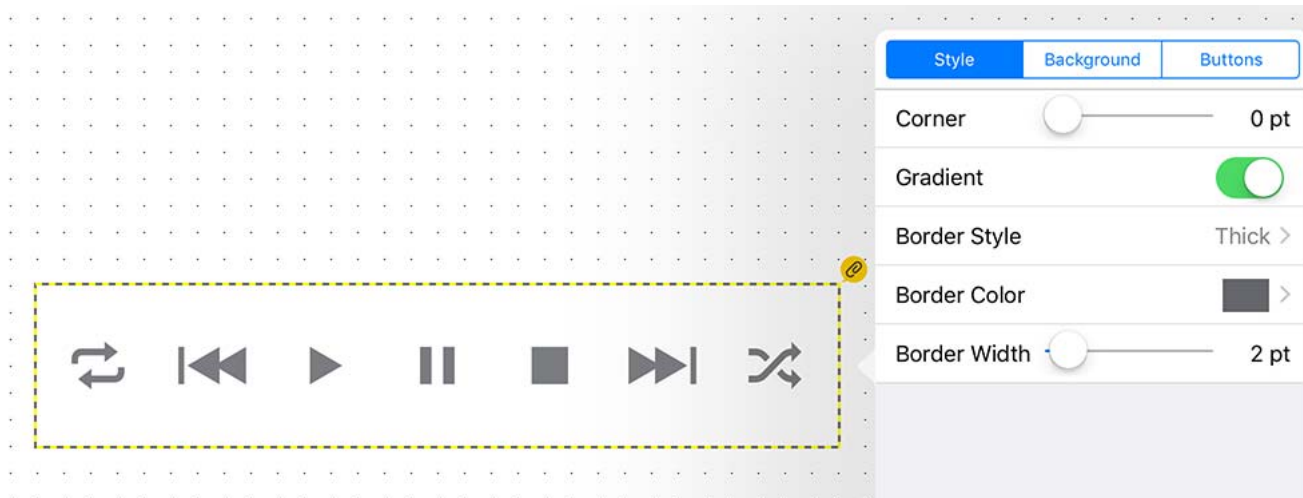 Style Background Buttons
Corner 0 pt
Gradient
Border Style Thick >
Border Color >
Border Width 2 pt